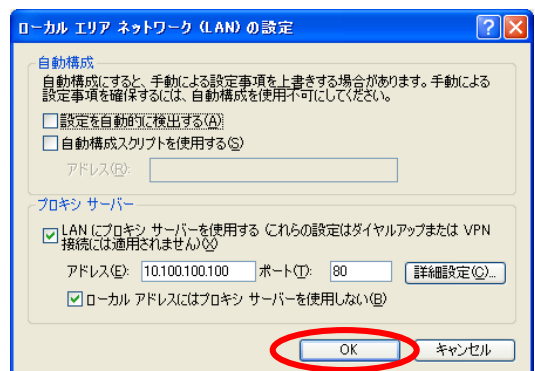 ローカル エリア ネットワーク (LAN) の設定
自動構成
自動構成にすると、手動による設定事項を上書きする場合があります。手動による
設定事項を確保するには、自動構成を使用不可にしてください。
設定を自動的に検出する(A)
自動構成スクリプトを使用する(S)
アドレス(R):
プロキシ サーバー
LAN にプロキシ サーバーを使用する (これらの設定はダイヤルアップまたは VPN
接続には適用されません)(X)
アドレス(E): 10.100.100.100 ポート(T): 80 詳細設定(C)...
ローカル アドレスにはプロキシ サーバーを使用しない(B)
OK キャンセル